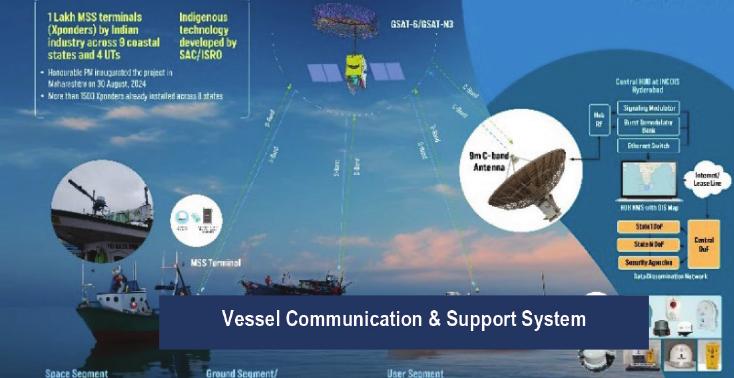 1 Lakh MSS terminals
(Xponders) by Indian
industry across 9 coastal
states and 4 UTs
Indigenous
technology
developed by
SAC/ISRO
• Honourable PM inaugurated the project in
Maharashtra on 30 August, 2024
• More than 1500 Xponders already installed across 8 states
GSAT-6/GSAT-N3
S-Band
S-Band
S-Band
S-Band
S-Band
S-Band
C-Band
C-Band
9m C-band
Antenna
Central HUB at INCOIS
Hyderabad
Hub
RF
Signaling Modulator
Burst Demodulator
Bank
Ethernet Switch
Internet/
Lease Line
HUB NMS with GIS Map
State 1 DoF
State N DoF
Security Agencies
Central
DoF
Data Dissemination Network
MSS Terminal
Vessel Communication & Support System
Space Segment
Ground Segment/
User Segment